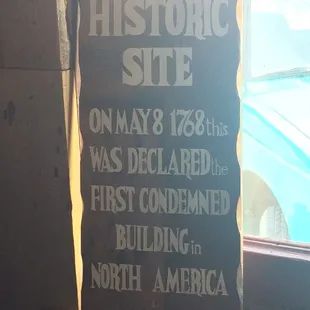 HISTORIC
SITE
ON MAY 8 1768 this
WAS DECLARED the
FIRST CONDEMNED
BUILDING in
NORTH AMERICA